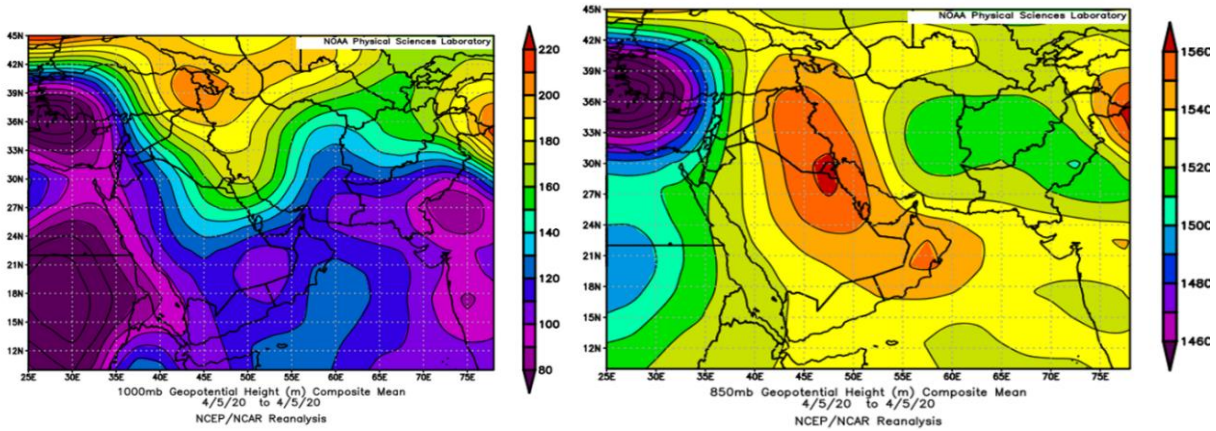 NOAA Physical Sciences Laboratory
45N
42N
39N
36N
33N
30N
27N
24N
21N
18N
15N
12N
25E 30E 35E 40E 45E 50E 55E 60E 65E 70E 75E
220
200
180
160
140
120
100
80
1000mb Geopotential Height (m) Composite Mean
4/5/20 to 4/5/20
NCEP/NCAR Reanalysis
NOAA Physical Sciences Laboratory
45N
42N
39N
36N
33N
30N
27N
24N
21N
18N
15N
12N
25E 30E 35E 40E 45E 50E 55E 60E 65E 70E 75E
1560
1540
1520
1500
1480
1460
850mb Geopotential Height (m) Composite Mean
4/5/20 to 4/5/20
NCEP/NCAR Reanalysis